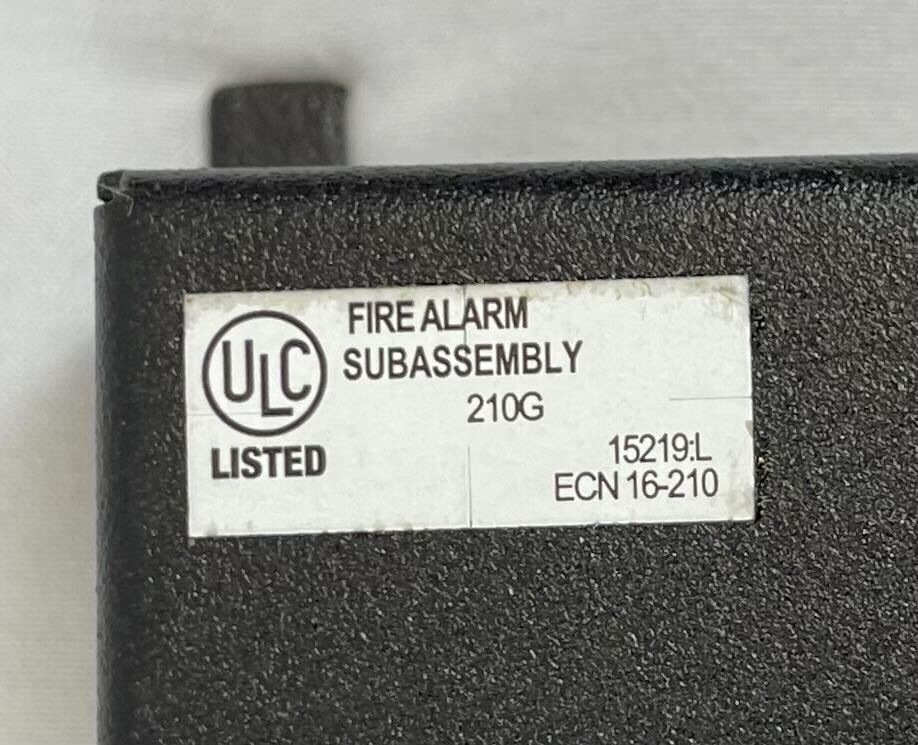 FIRE ALARM
SUBASSEMBLY
ULC
LISTED
210G
15219:L
ECN 16-210